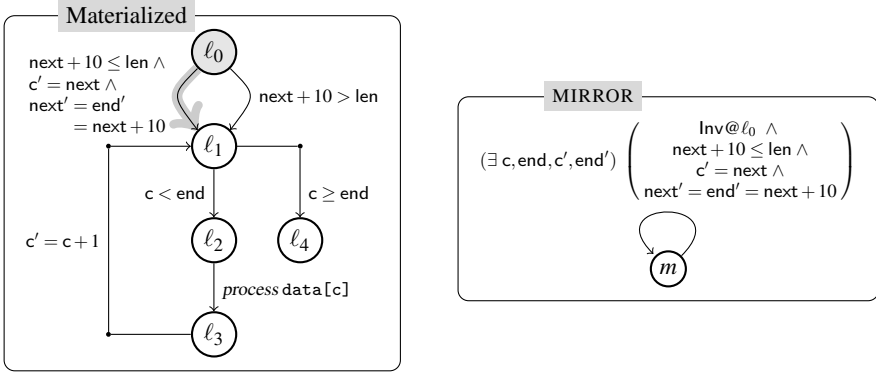 Materialized
ℓ0
next + 10 ≤ len ∧
c′ = next ∧
next′ = end′
= next + 10
next + 10 > len
ℓ1
c < end
c ≥ end
c′ = c + 1
ℓ2
ℓ4
process data[c]
ℓ3
MIRROR
Inv@ℓ0 ∧
(∃ c, end, c′, end′) next + 10 ≤ len ∧
c′ = next ∧
next′ = end′ = next + 10
m